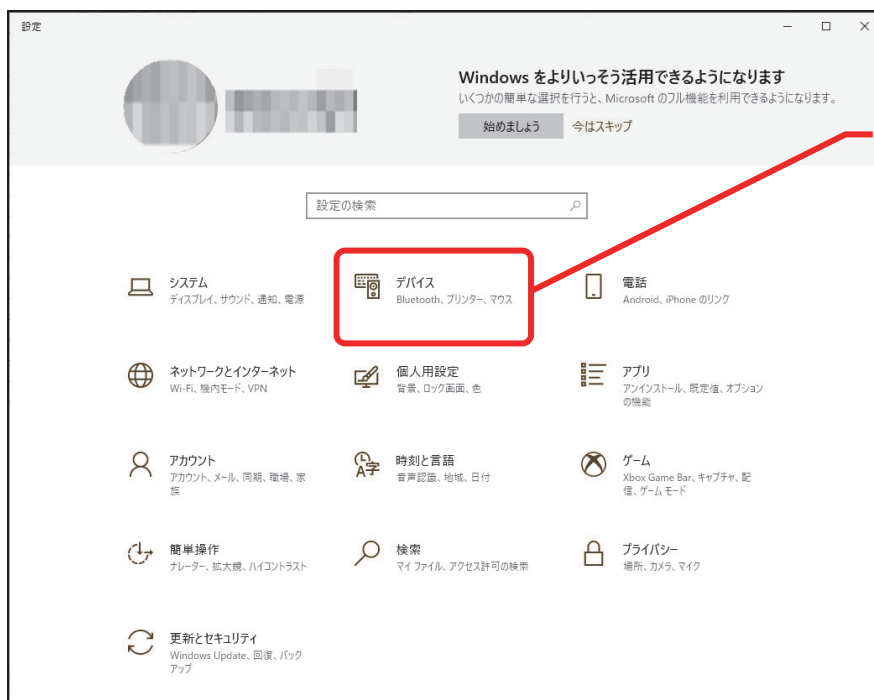 設定
Windows をよりいっそう活用できるようになります
いくつかの簡単な選択を行うと、Microsoft のフル機能を利用できるようになります。
始めましょう 今はスキップ
設定の検索
システム
ディスプレイ、サウンド、通知、電源
デバイス
Bluetooth、プリンター、マウス
電話
Android、iPhone のリンク
ネットワークとインターネット
Wi-Fi、機内モード、VPN
個人用設定
背景、ロック画面、色
アプリ
アンインストール、既定値、オプション
の機能
アカウント
アカウント、メール、同期、職場、家
族
時刻と言語
音声認識、地域、日付
ゲーム
Xbox Game Bar、キャプチャ、配
信、ゲーム モード
簡単操作
ナレーター、拡大鏡、ハイコントラスト
検索
マイ ファイル、アクセス許可の検索
プライバシー
場所、カメラ、マイク
更新とセキュリティ
Windows Update、回復、バック
アップ